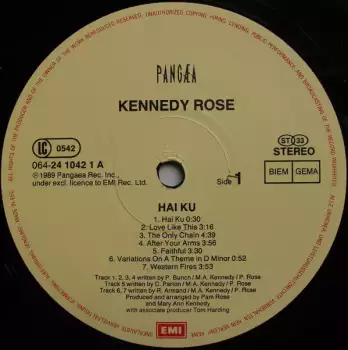 PANGÆA
KENNEDY ROSE
LC 0542
064-24 1042 1 A
℗1989 Pangaea Rec. Inc.,
under excl. licence to EMI Rec. Ltd.
Side 1
ST 33
STEREO
BIEM GEMA
HAI KU
1. Hai Ku 0:30
2. Love Like This 3:16
3. The Only Chain 4:39
4. After Your Arms 3:56
5. Faithful 3:30
6. Variations On A Theme in D Minor 0:52
7. Western Fires 3:53
Track 1, 2, 3, 4 written by P. Bunch / M.A. Kennedy / P. Rose
Track 5 written by C. Parton / M.A. Kennedy / P. Rose
Track 6, 7 written by R. Armand / M.A. Kennedy / P. Rose
Produced and arranged by Pam Rose
and Mary Ann Kennedy
with associate producer Tom Harding
EMI